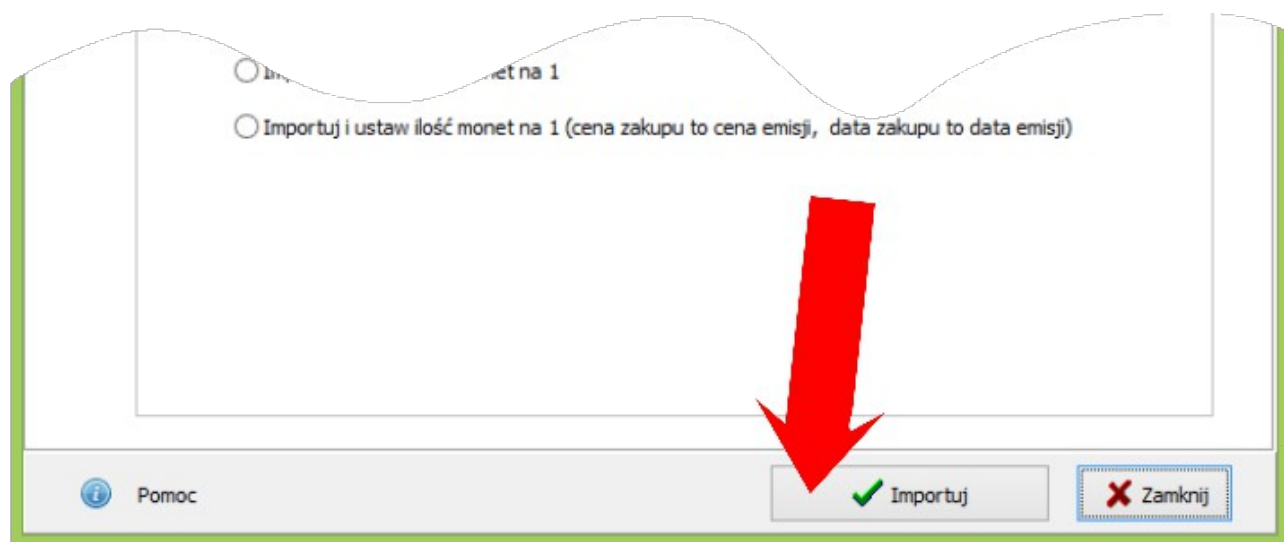 et na 1
Importuj i ustaw ilość monet na 1 (cena zakupu to cena emisji, data zakupu to data emisji)
Pomoc
Importuj
Zamknij